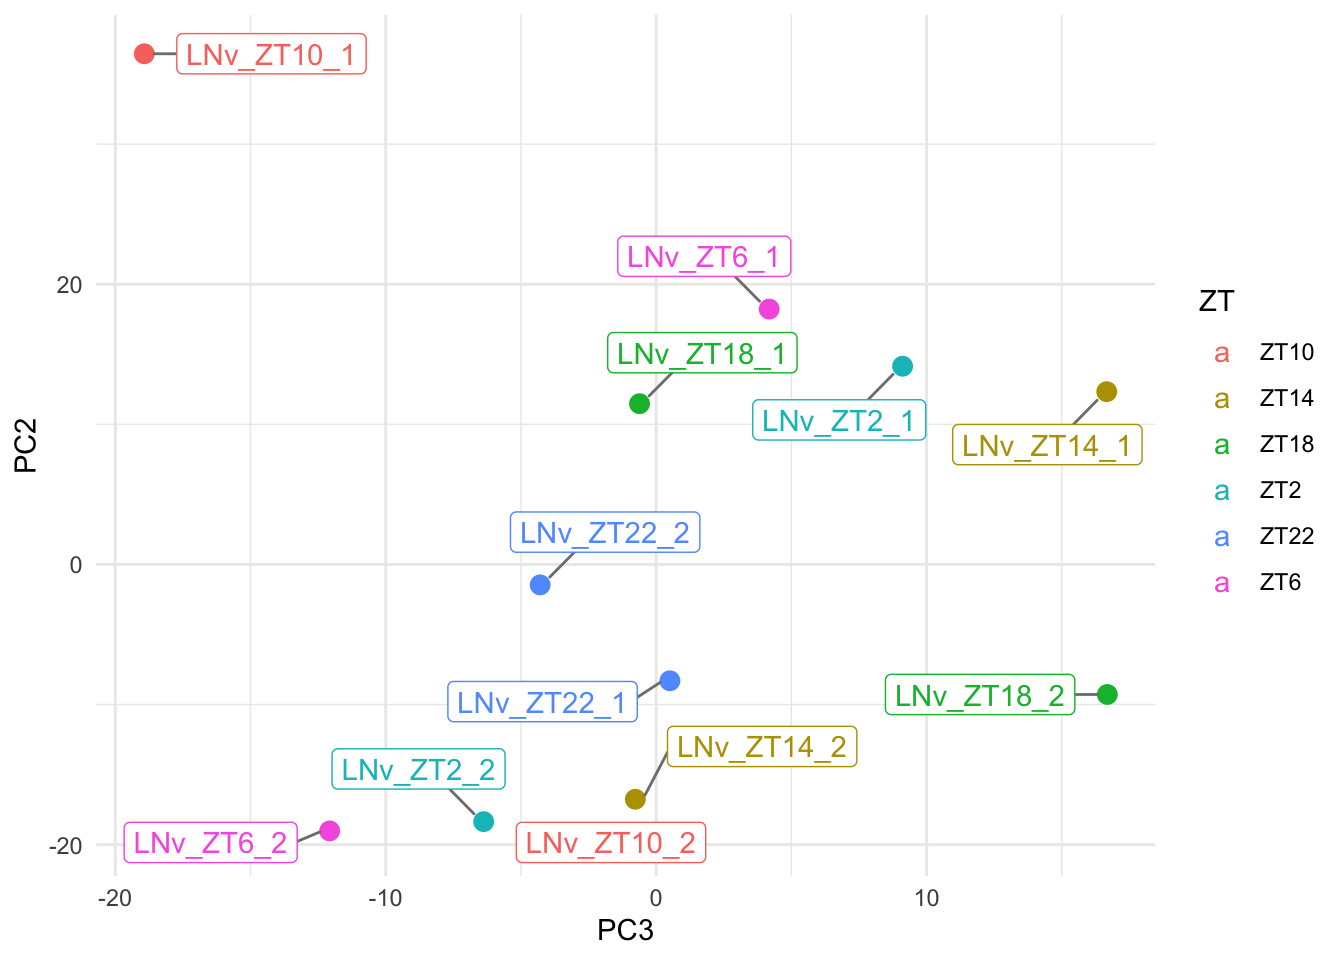 LNv_ZT10_1
LNv_ZT6_1
LNv_ZT18_1
LNv_ZT2_1
LNv_ZT14_1
LNv_ZT22_2
LNv_ZT22_1
LNv_ZT18_2
LNv_ZT14_2
LNv_ZT2_2
LNv_ZT6_2
LNv_ZT10_2
20
0
-20
PC2
-20
-10
0
10
PC3
ZT
a ZT10
a ZT14
a ZT18
a ZT2
a ZT22
a ZT6